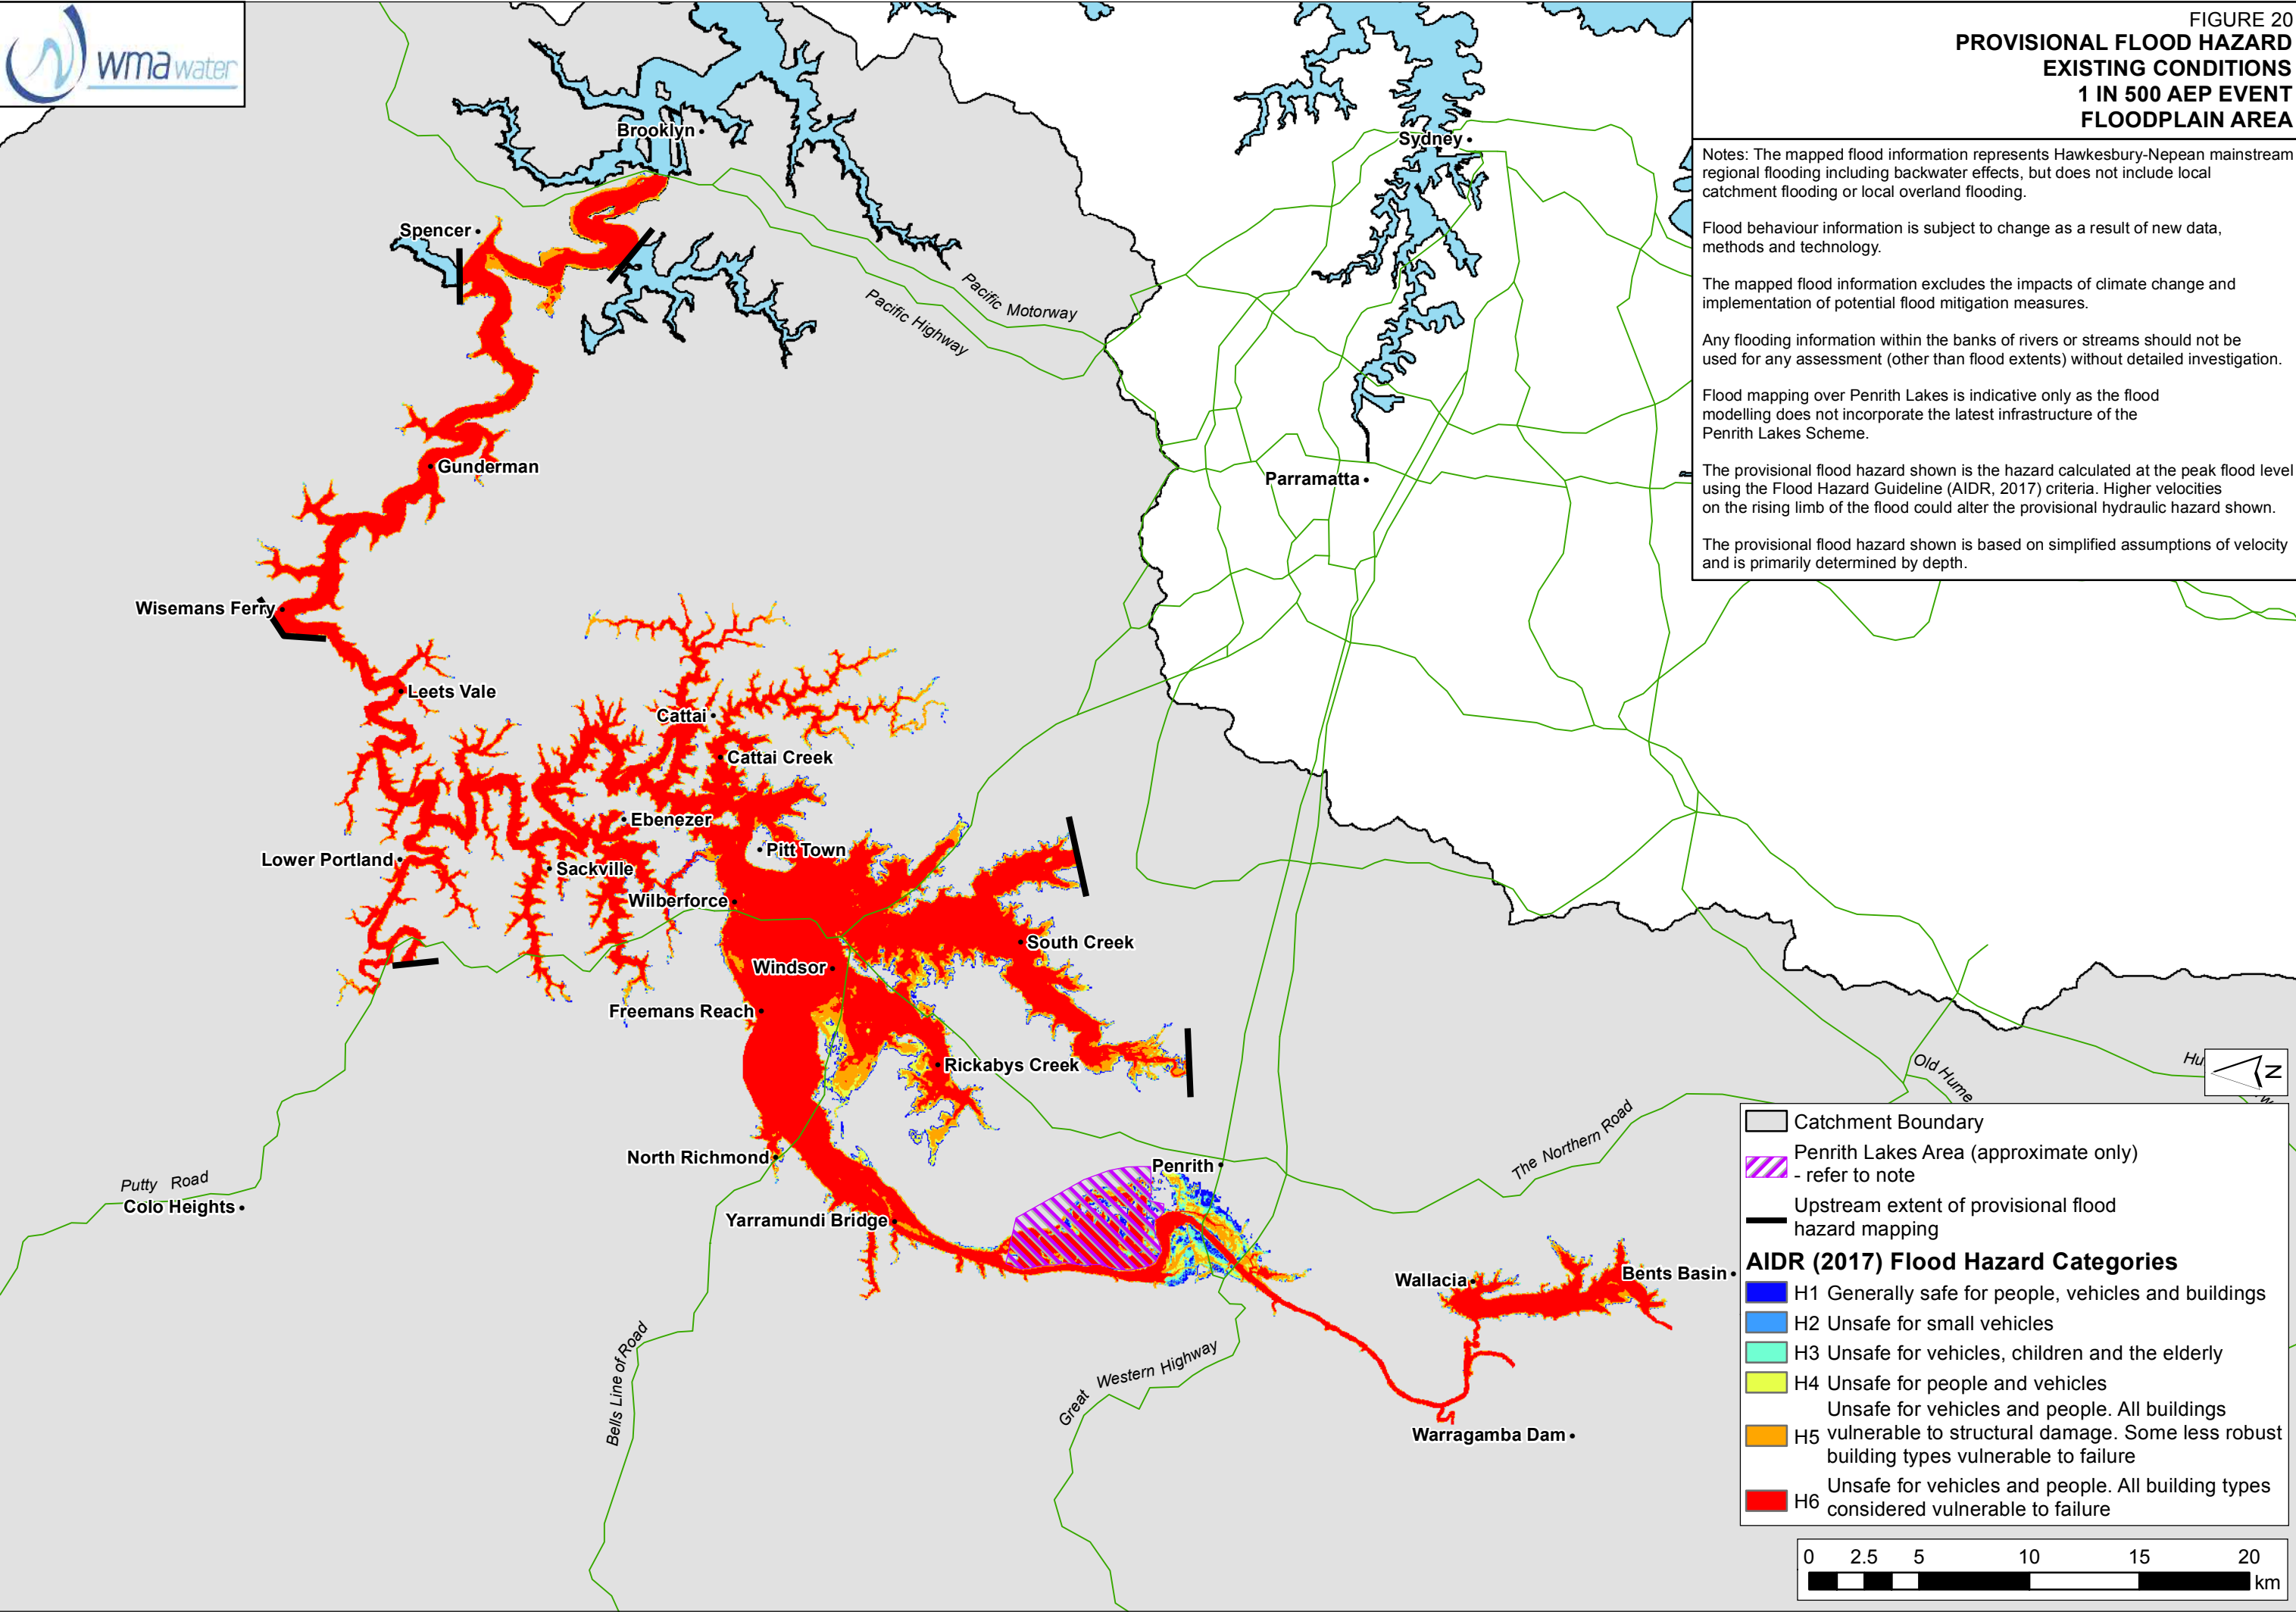 wma water
FIGURE 20
PROVISIONAL FLOOD HAZARD
EXISTING CONDITIONS
1 IN 500 AEP EVENT
FLOODPLAIN AREA
Notes: The mapped flood information represents Hawkesbury-Nepean mainstream
regional flooding including backwater effects, but does not include local
catchment flooding or local overland flooding.
Flood behaviour information is subject to change as a result of new data,
methods and technology.
The mapped flood information excludes the impacts of climate change and
implementation of potential flood mitigation measures.
Any flooding information within the banks of rivers or streams should not be
used for any assessment (other than flood extents) without detailed investigation.
Flood mapping over Penrith Lakes is indicative only as the flood
modelling does not incorporate the latest infrastructure of the
Penrith Lakes Scheme.
The provisional flood hazard shown is the hazard calculated at the peak flood level
using the Flood Hazard Guideline (AIDR, 2017) criteria. Higher velocities
on the rising limb of the flood could alter the provisional hydraulic hazard shown.
The provisional flood hazard shown is based on simplified assumptions of velocity
and is primarily determined by depth.
Brooklyn
Sydney
Spencer
Pacific Motorway
Pacific Highway
Gunderman
Parramatta
Wisemans Ferry
Leets Vale
Cattai
Cattai Creek
Ebenezer
Pitt Town
Lower Portland
Sackville
Wilberforce
South Creek
Windsor
Freemans Reach
Rickabys Creek
Old Hume
Hu
N
North Richmond
Penrith
The Northern Road
Putty Road
Colo Heights
Yarramundi Bridge
Wallacia
Bents Basin
Bells Line of Road
Great Western Highway
Warragamba Dam
Catchment Boundary
Penrith Lakes Area (approximate only)
- refer to note
Upstream extent of provisional flood
hazard mapping
AIDR (2017) Flood Hazard Categories
H1 Generally safe for people, vehicles and buildings
H2 Unsafe for small vehicles
H3 Unsafe for vehicles, children and the elderly
H4 Unsafe for people and vehicles
Unsafe for vehicles and people. All buildings
H5 vulnerable to structural damage. Some less robust
building types vulnerable to failure
Unsafe for vehicles and people. All building types
H6 considered vulnerable to failure
0 2.5 5 10 15 20
km